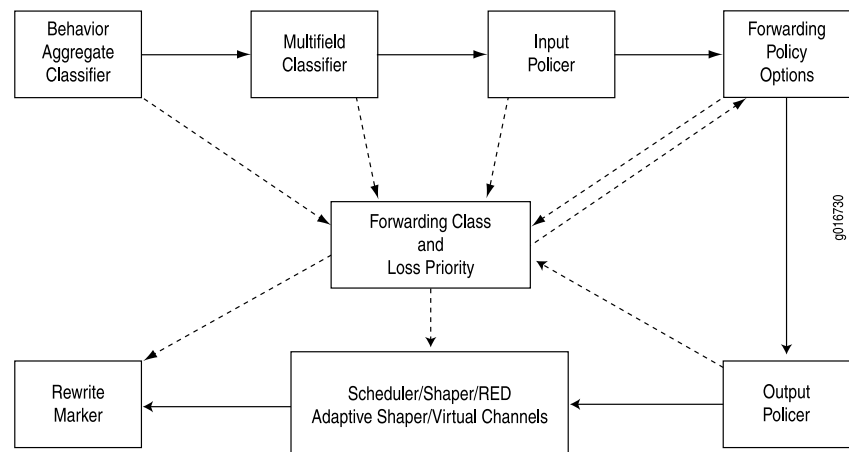 Behavior
Aggregate
Classifier
Multifield
Classifier
Input
Policer
Forwarding
Policy
Options
Forwarding Class
and
Loss Priority
g016730
Rewrite
Marker
Scheduler/Shaper/RED
Adaptive Shaper/Virtual Channels
Output
Policer